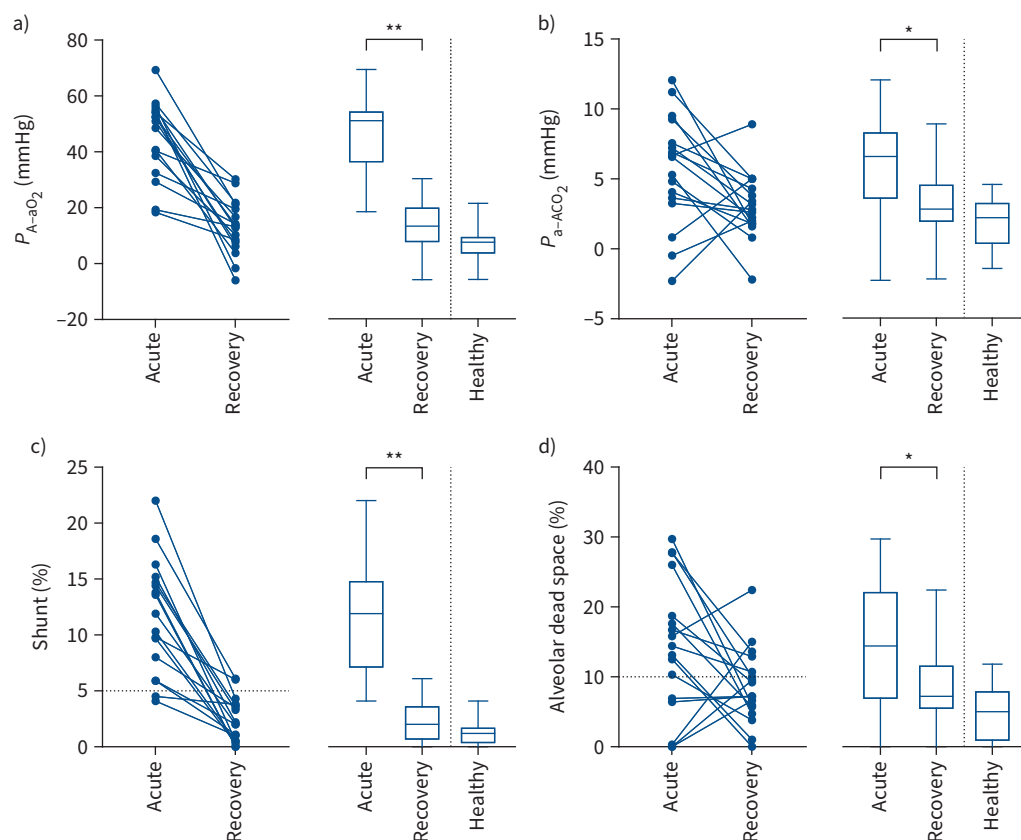 a)
80
60
40
20
0
–20
P A–aO2 (mmHg)
Acute
Recovery
**
Acute
Recovery
Healthy
b)
15
10
5
0
–5
P a–ACO2 (mmHg)
Acute
Recovery
*
Acute
Recovery
Healthy
c)
25
20
15
10
5
0
Shunt (%)
Acute
Recovery
**
Acute
Recovery
Healthy
d)
40
30
20
10
0
Alveolar dead space (%)
Acute
Recovery
*
Acute
Recovery
Healthy